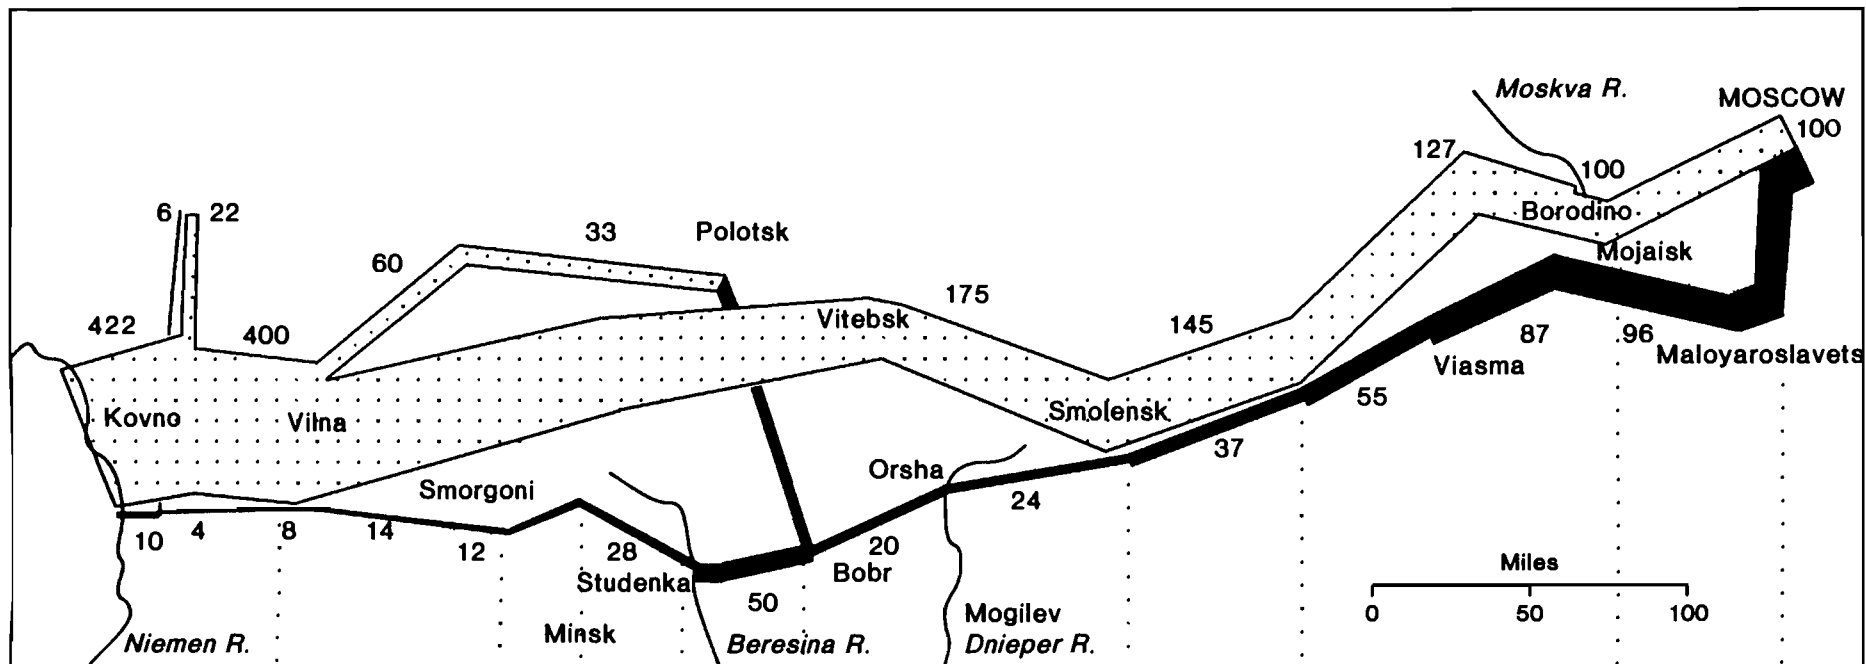 Moskva R.
MOSCOW
100
127
100
6
22
Borodino
33
Polotsk
Mojaisk
60
175
422
400
Vitebsk
145
87
96
Maloyaroslavets
Viasma
Kovno
Vilna
Smolensk
55
37
Orsha
Smorgoni
24
10
4
8
14
12
28
20
Miles
Studenka
Bobr
50
0
50
100
Mogilev
Minsk
Niemen R.
Beresina R.
Dnieper R.